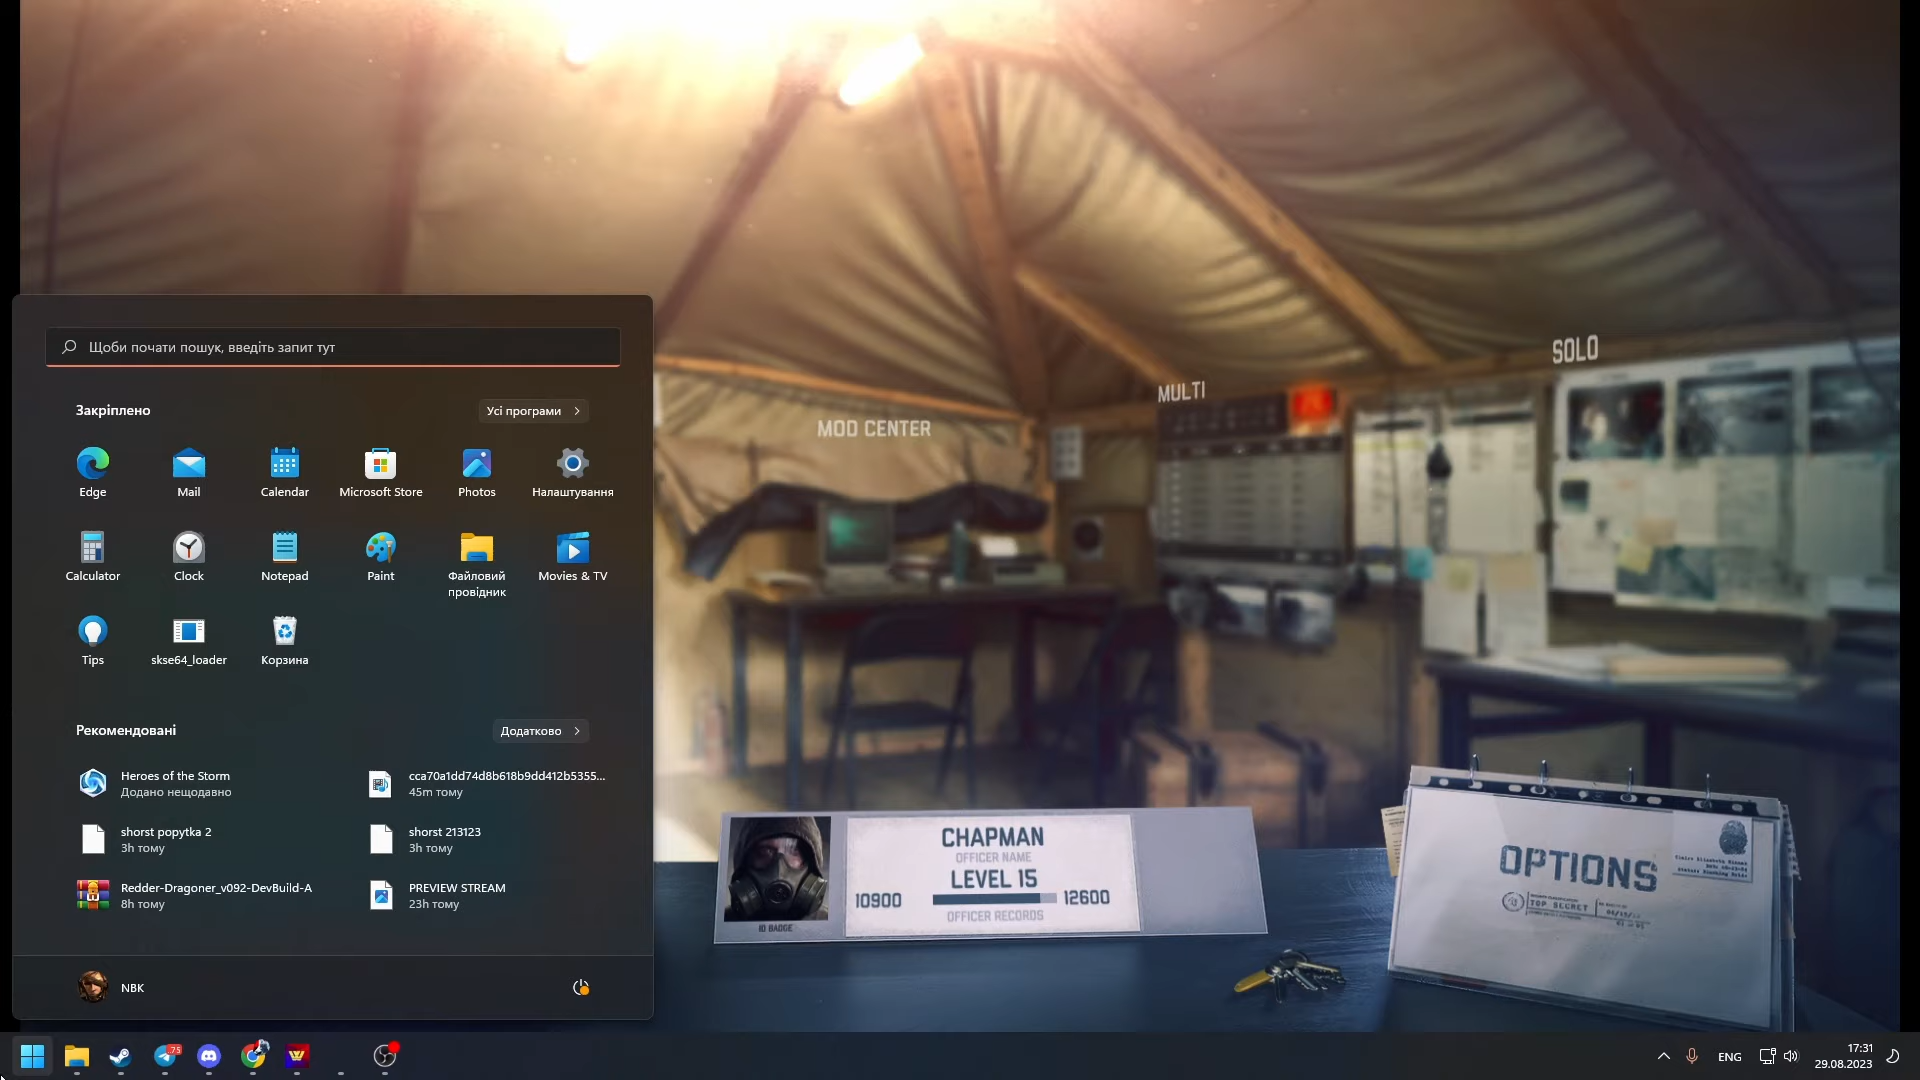 Щоби почати пошук, введіть запит тут
Закріплено
Усі програми
Edge
Mail
Calendar
Microsoft Store
Photos
Налаштування
Calculator
Clock
Notepad
Paint
Файловий
провідник
Movies & TV
Tips
skse64_loader
Корзина
Рекомендовані
Додатково
Heroes of the Storm
Додано нещодавно
cca70a1dd74d8b618b9dd412b5355...
45m тому
shorst popytka 2
3h тому
shorst 213123
3h тому
Redder-Dragoner_v092-DevBuild-A
8h тому
PREVIEW STREAM
23h тому
NBK
MOD CENTER
MULTI
SOLO
ID BADGE
CHAPMAN
OFFICER NAME
LEVEL 15
10900
12600
OFFICER RECORDS
OPTIONS
TOP SECRET
75
ENG
17:31
29.08.2023